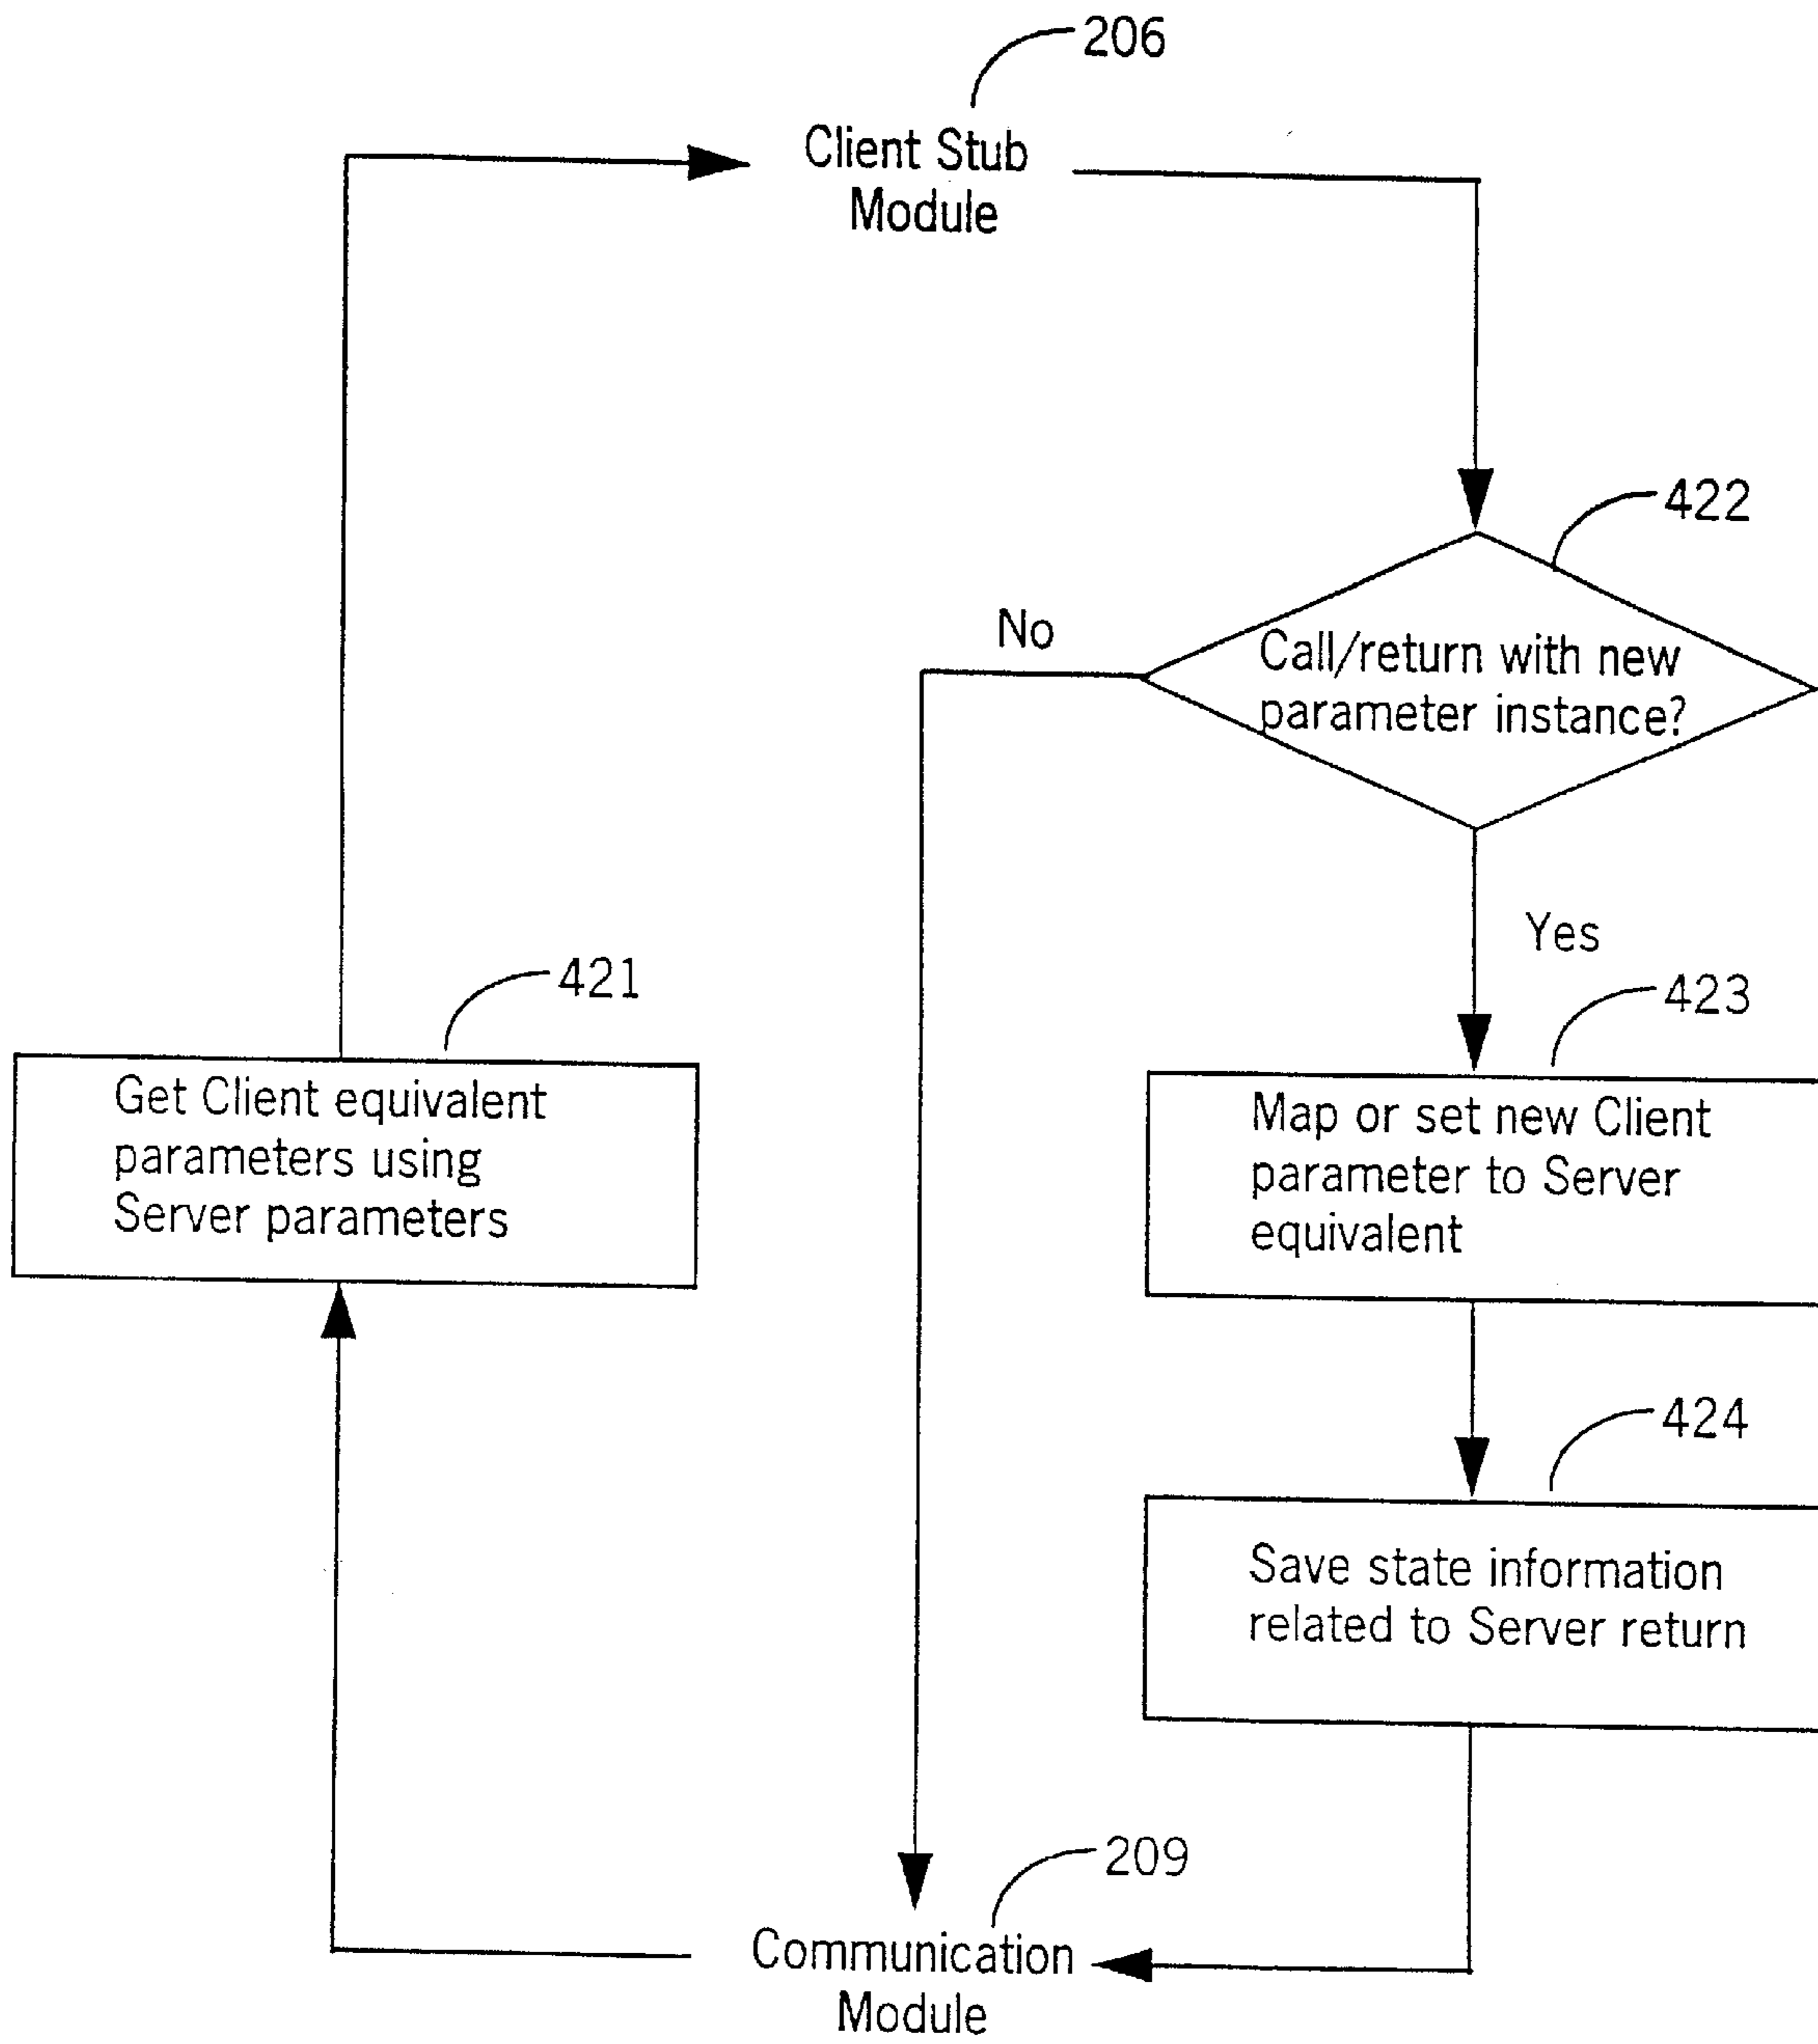 206
Client Stub
Module
422
No
Call/return with new
parameter instance?
Yes
421
423
Get Client equivalent
parameters using
Server parameters
Map or set new Client
parameter to Server
equivalent
424
Save state information
related to Server return
209
Communication
Module